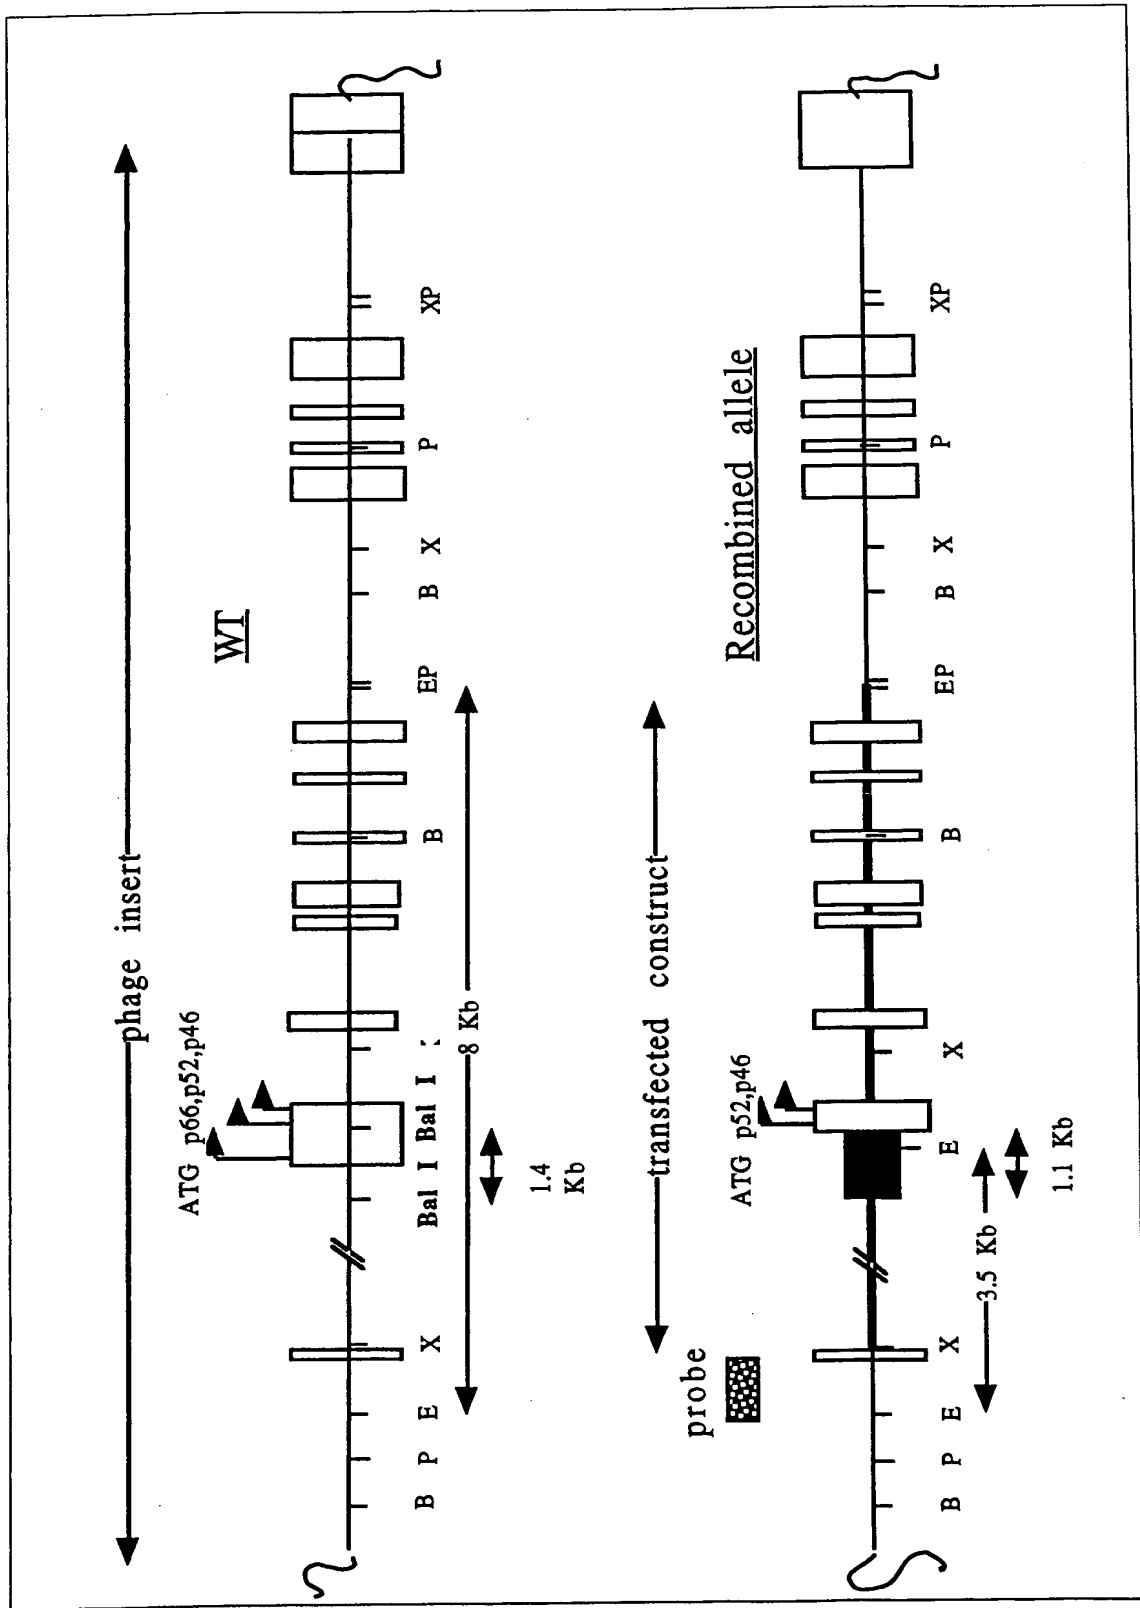 phage insert
WT
ATG p66,p52,p46
B P E X Bal I Bal I B EP B X P XP
1.4 Kb
8 Kb
transfected construct
Recombined allele
probe
ATG p52,p46
B P E X E X B EP B X P XP
3.5 Kb
1.1 Kb